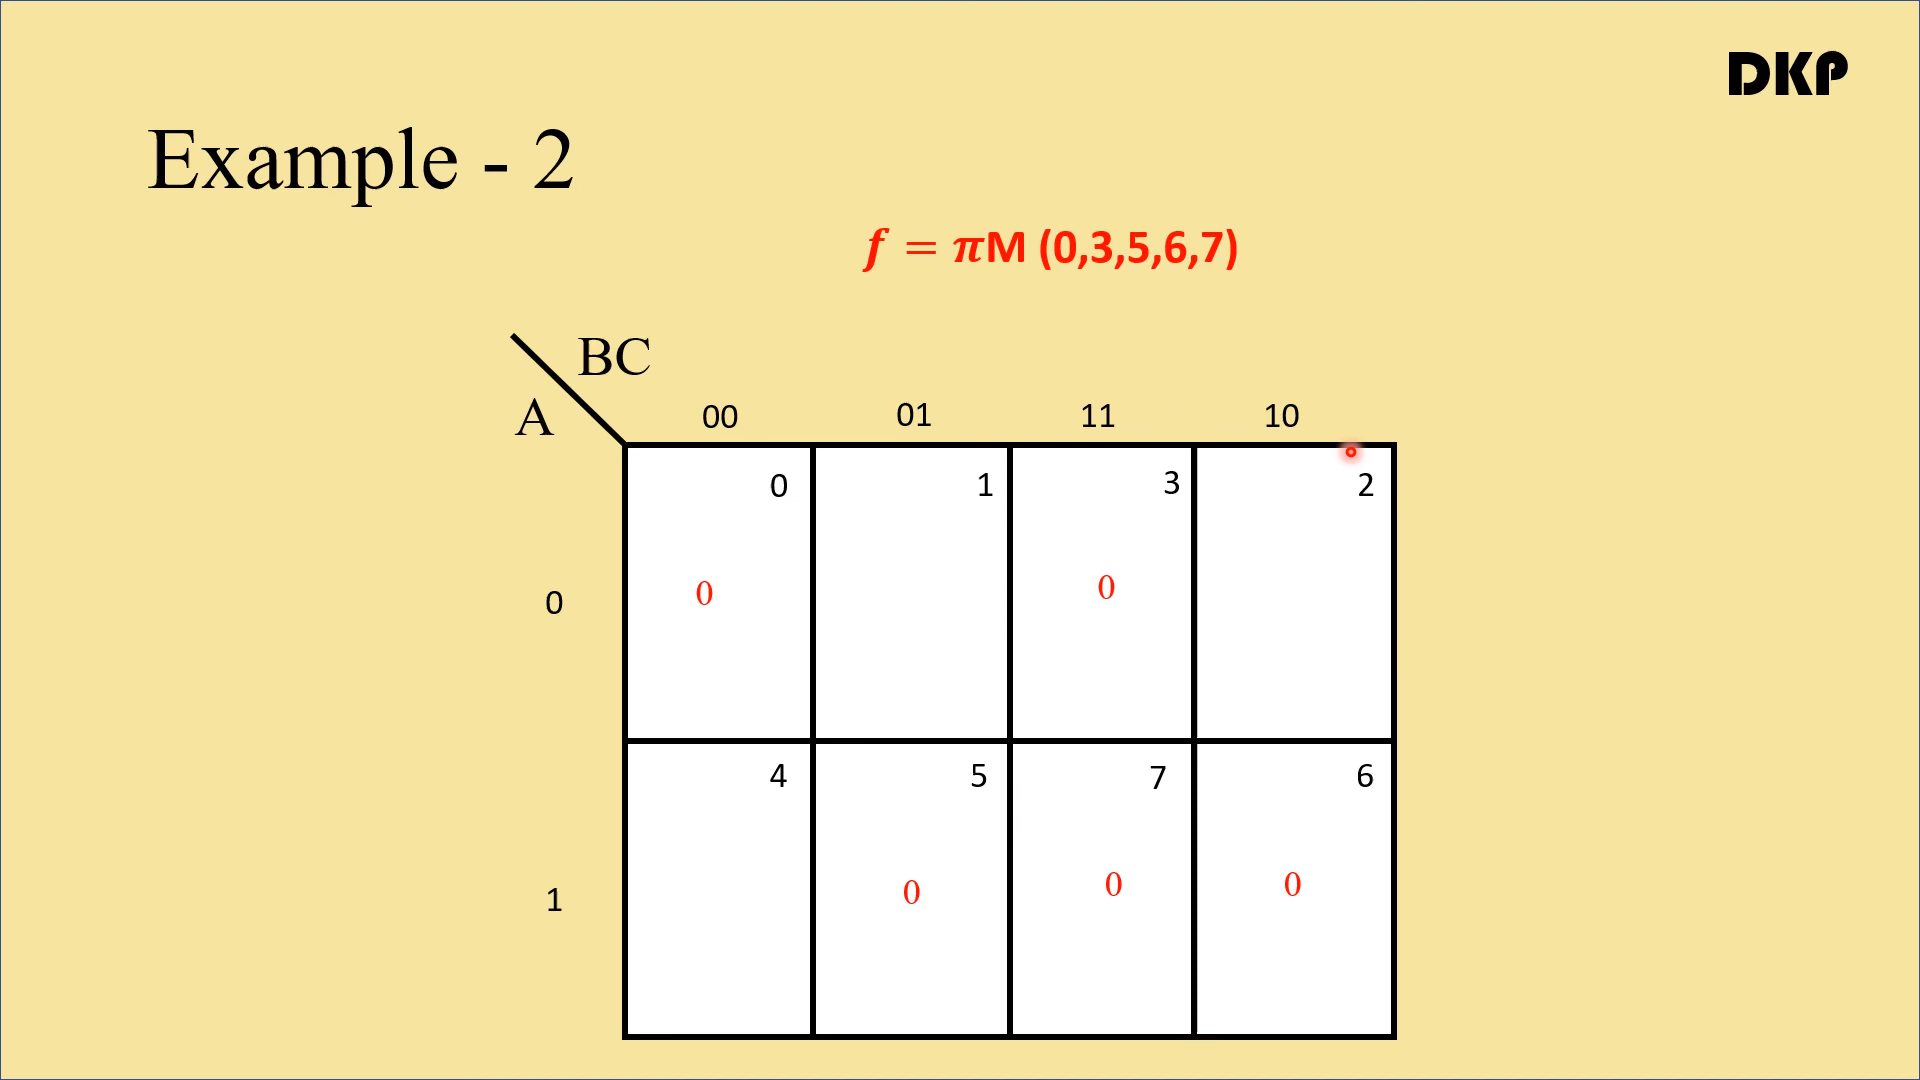 DKP
Example - 2
f = πM (0,3,5,6,7)
BC
A
00 01 11 10
0 1 3 2
0 0 0
4 5 7 6
1 0 0 0